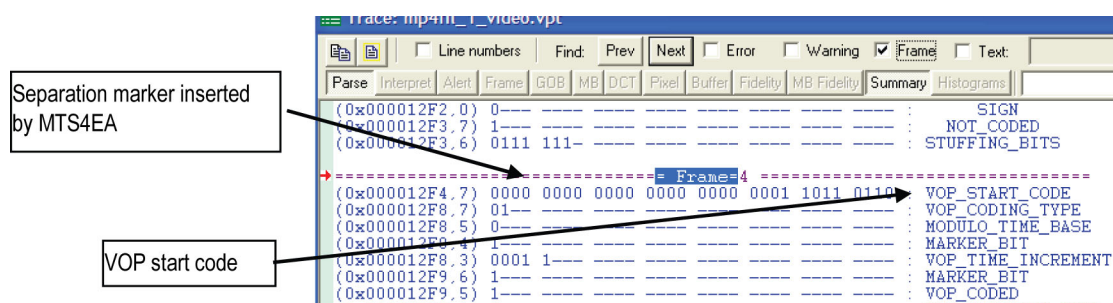 Trace: mp4m_1_video.vpt
Line numbers Find: Prev Next Error Warning Frame Text:
Parse Interpret Alert Frame GOB MB DCT Pixel Buffer Fidelity MB Fidelity Summary Histograms
Separation marker inserted
by MTS4EA
(0x000012F2,0) 0--- ---- ---- ---- ---- ---- ---- ---- : SIGN
(0x000012F3,7) 1--- ---- ---- ---- ---- ---- ---- ---- : NOT_CODED
(0x000012F3,6) 0111 111- ---- ---- ---- ---- ---- ---- : STUFFING_BITS
= Frame=4
(0x000012F4,7) 0000 0000 0000 0000 0000 0001 1011 0110 : VOP_START_CODE
(0x000012F8,7) 01-- ---- ---- ---- ---- ---- ---- ---- : VOP_CODING_TYPE
(0x000012F8,5) 0--- ---- ---- ---- ---- ---- ---- ---- : MODULO_TIME_BASE
(0x000012F8,4) 1--- ---- ---- ---- ---- ---- ---- ---- : MARKER_BIT
(0x000012F8,3) 0001 1--- ---- ---- ---- ---- ---- ---- : VOP_TIME_INCREMENT
(0x000012F9,6) 1--- ---- ---- ---- ---- ---- ---- ---- : MARKER_BIT
(0x000012F9,5) 1--- ---- ---- ---- ---- ---- ---- ---- : VOP_CODED
VOP start code